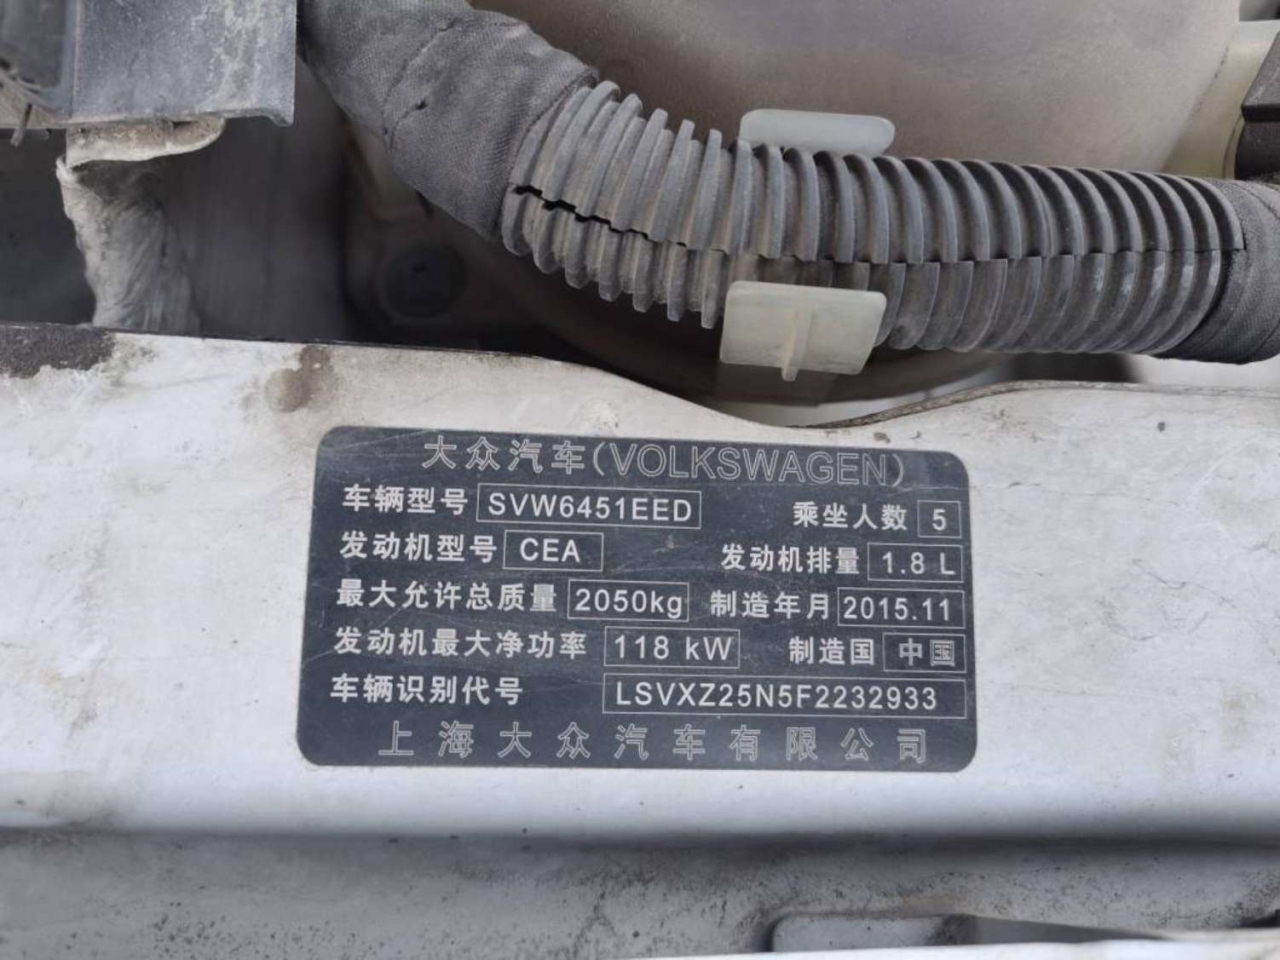 大众汽车(VOLKSWAGEN)
车辆型号 SVW6451EED 乘坐人数 5
发动机型号 CEA 发动机排量 1.8 L
最大允许总质量 2050kg 制造年月 2015.11
发动机最大净功率 118 kW 制造国 中国
车辆识别代号 LSVXZ25N5F2232933
上海大众汽车有限公司